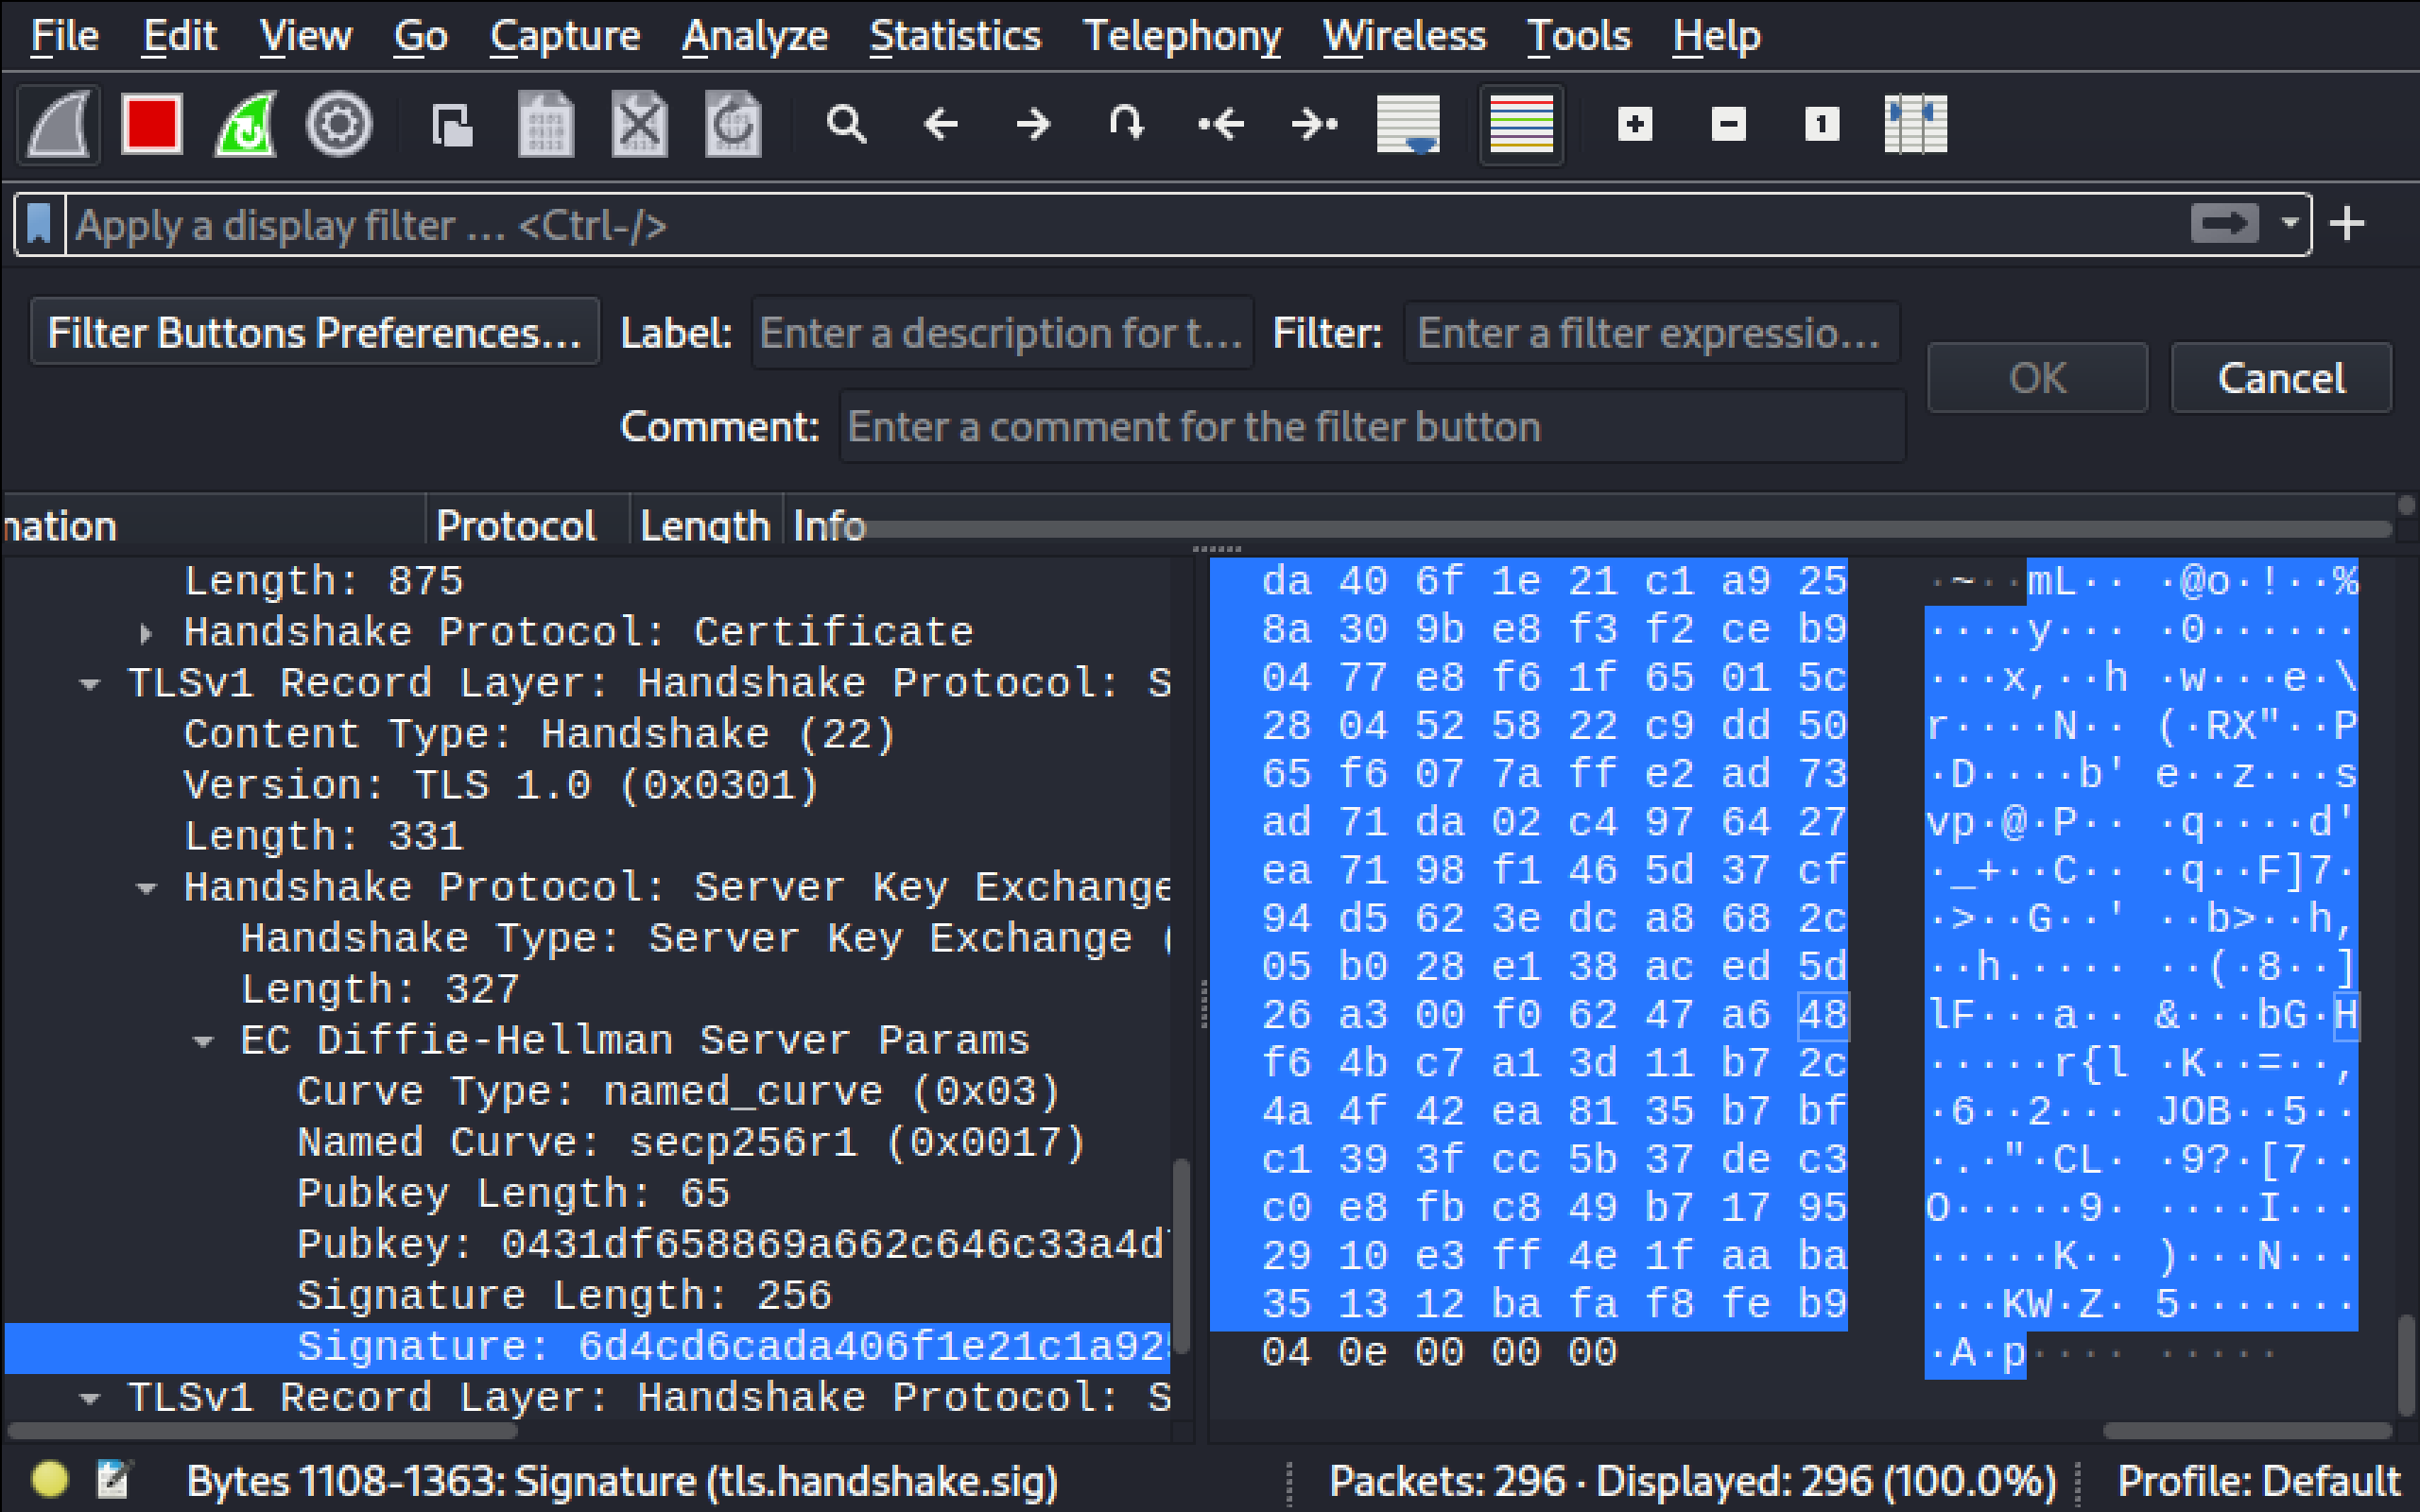 File Edit View Go Capture Analyze Statistics Telephony Wireless Tools Help
Apply a display filter ... <Ctrl-/>
Filter Buttons Preferences... Label: Enter a description for t... Filter: Enter a filter expressio...
OK Cancel
Comment: Enter a comment for the filter button
nation Protocol Length Info
Length: 875
Handshake Protocol: Certificate
TLSv1 Record Layer: Handshake Protocol: S
Content Type: Handshake (22)
Version: TLS 1.0 (0x0301)
Length: 331
Handshake Protocol: Server Key Exchange
Handshake Type: Server Key Exchange (
Length: 327
EC Diffie-Hellman Server Params
Curve Type: named_curve (0x03)
Named Curve: secp256r1 (0x0017)
Pubkey Length: 65
Pubkey: 0431df658869a662c646c33a4d
Signature Length: 256
Signature: 6d4cd6cada406f1e21c1a925
TLSv1 Record Layer: Handshake Protocol: S
da 40 6f 1e 21 c1 a9 25 ·~··mL·· ·@o·!··%
8a 30 9b e8 f3 f2 ce b9 ····y··· ·0······
04 77 e8 f6 1f 65 01 5c ···x,··h ·w···e·\
28 04 52 58 22 c9 dd 50 r····N·· (·RX"··P
65 f6 07 7a ff e2 ad 73 ·D····b' e··z···s
ad 71 da 02 c4 97 64 27 vp·@·P·· ·q····d'
ea 71 98 f1 46 5d 37 cf ·_+··C·· ·q··F]7·
94 d5 62 3e dc a8 68 2c ·>··G··' ··b>··h,
05 b0 28 e1 38 ac ed 5d ··h.···· ··(·8··]
26 a3 00 f0 62 47 a6 48 lF···a·· &···bG·H
f6 4b c7 a1 3d 11 b7 2c ·····r{l ·K··=··,
4a 4f 42 ea 81 35 b7 bf ·6··2··· JOB··5··
c1 39 3f cc 5b 37 de c3 ·.·"·CL· ·9?·[7··
c0 e8 fb c8 49 b7 17 95 O·····9· ····I···
29 10 e3 ff 4e 1f aa ba ·····K·· )···N···
35 13 12 ba fa f8 fe b9 ···KW·Z· 5·······
04 0e 00 00 00 ·A·p···· ·····
Bytes 1108-1363: Signature (tls.handshake.sig) Packets: 296 · Displayed: 296 (100.0%) Profile: Default